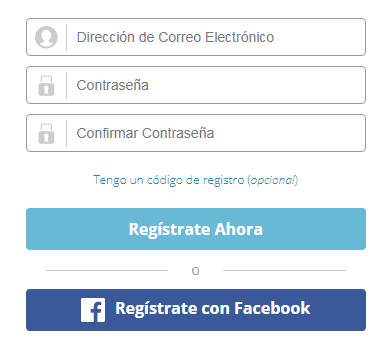 Dirección de Correo Electrónico
Contraseña
Confirmar Contraseña
Tengo un código de registro (opcional)
Regístrate Ahora
o
Regístrate con Facebook